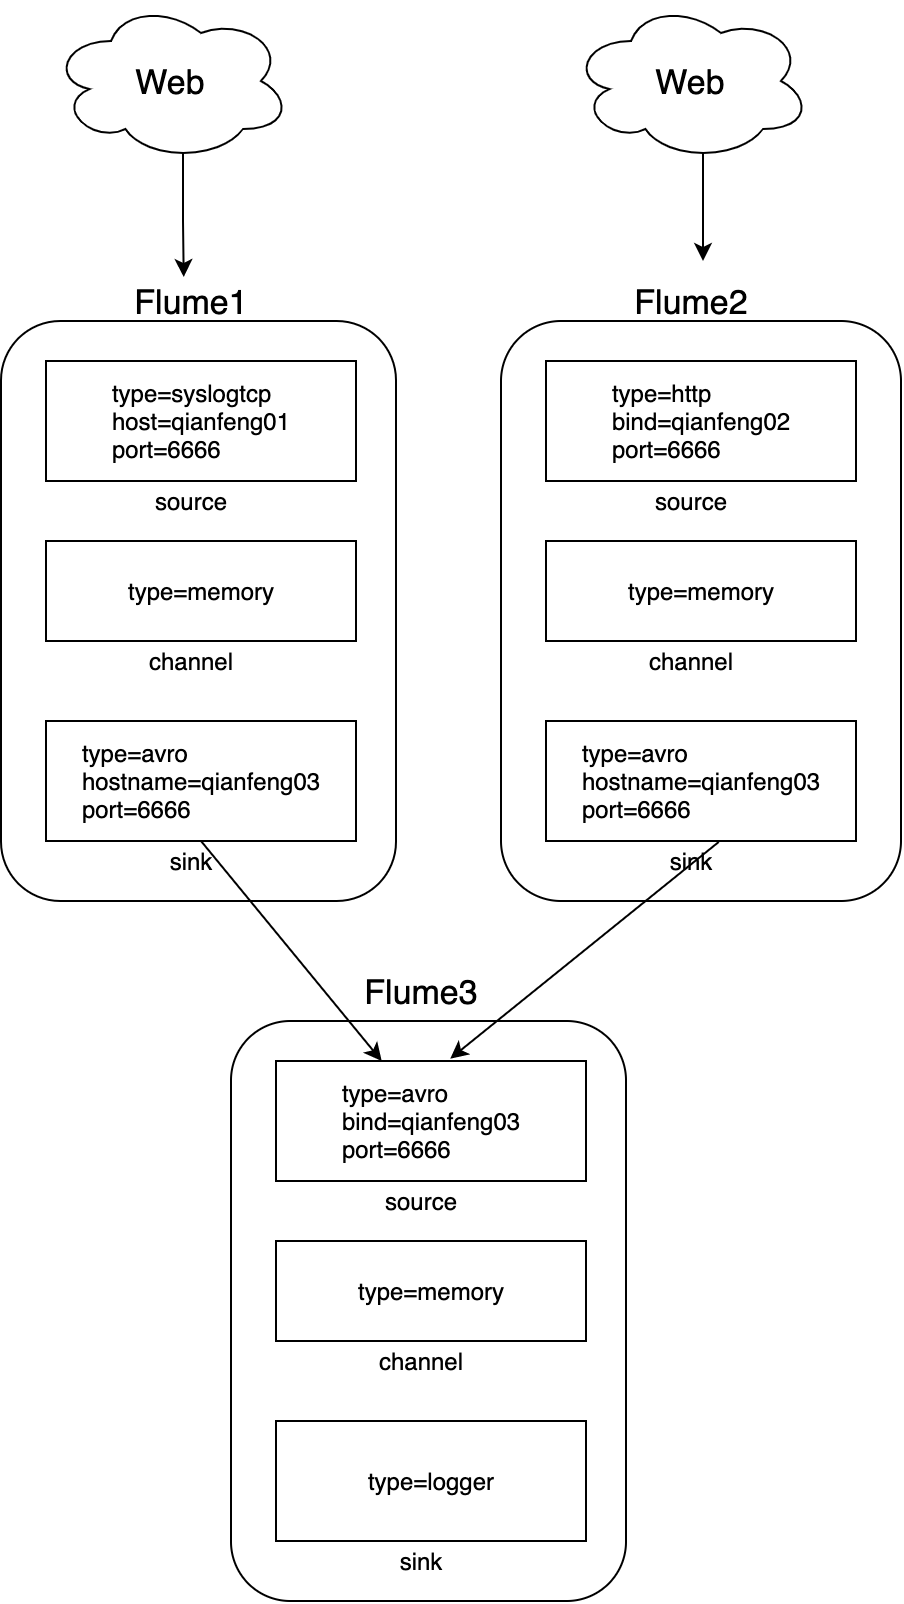 Web
Web
Flume1
type=syslogtcp
host=qianfeng01
port=6666
source
type=memory
channel
type=avro
hostname=qianfeng03
port=6666
sink
Flume2
type=http
bind=qianfeng02
port=6666
source
type=memory
channel
type=avro
hostname=qianfeng03
port=6666
sink
Flume3
type=avro
bind=qianfeng03
port=6666
source
type=memory
channel
type=logger
sink